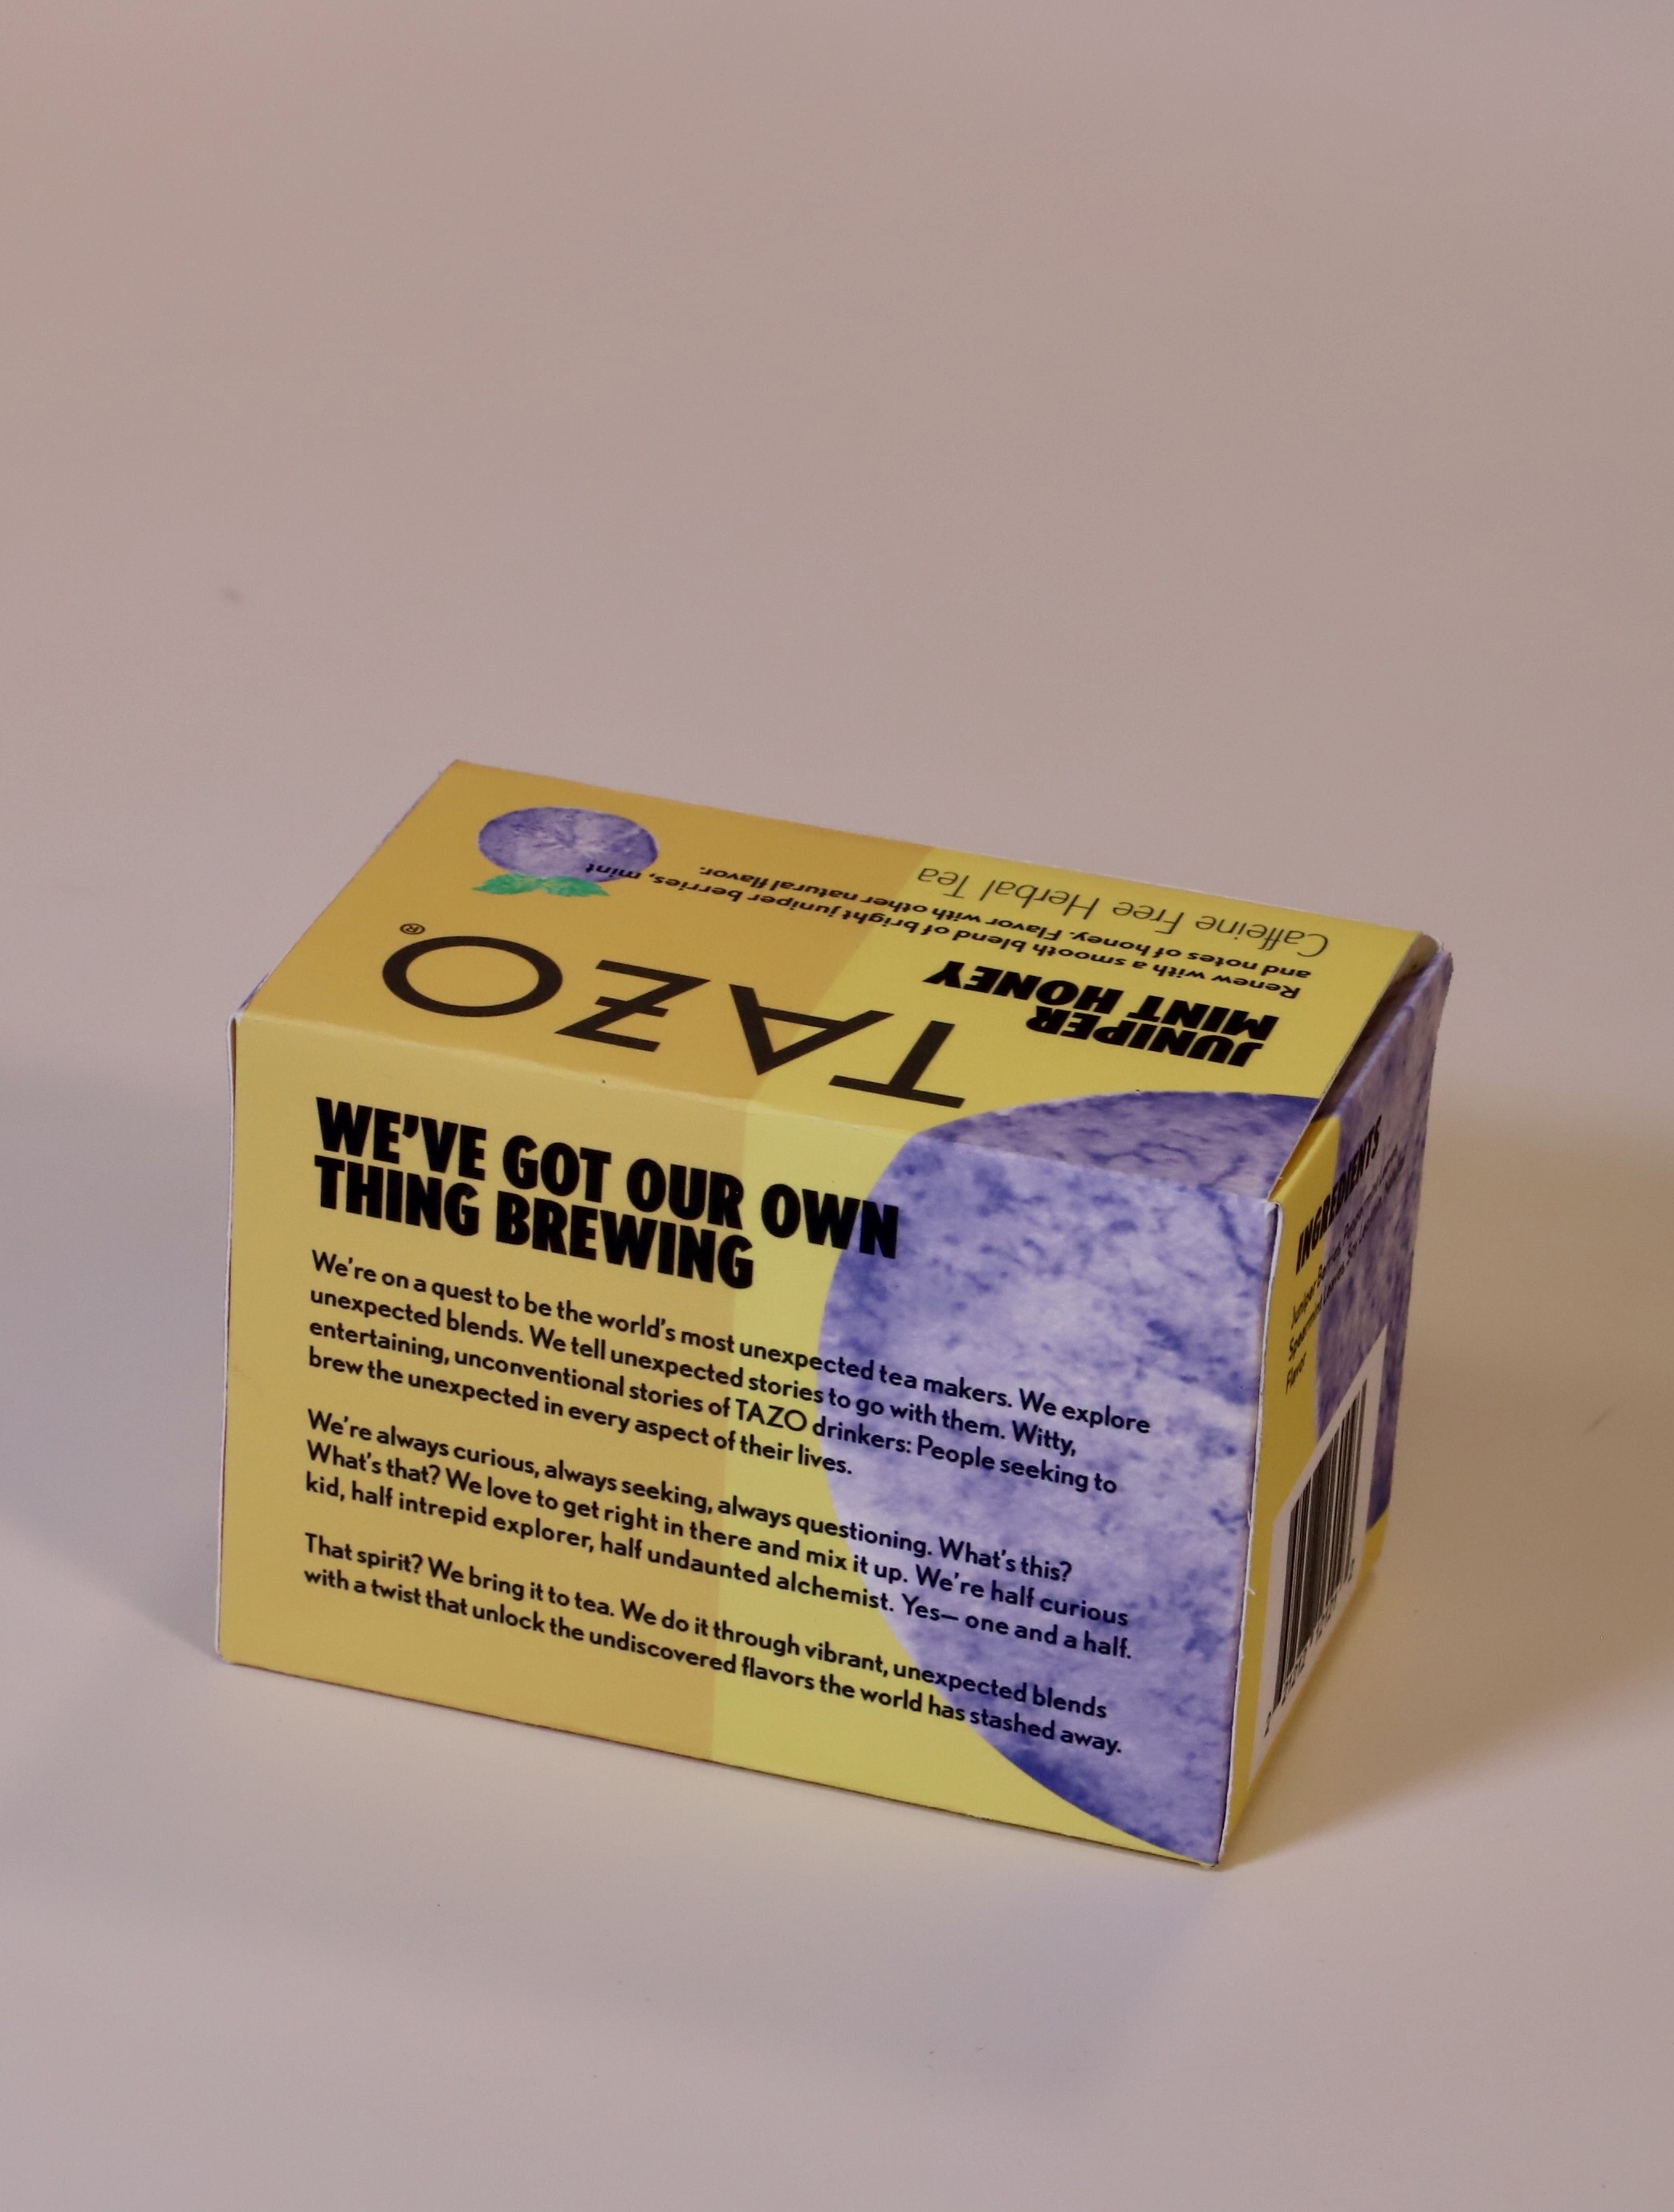 TAZO®
JUNIPER
MINT HONEY
Renew with a smooth blend of bright juniper berries, mint
and notes of honey. Flavor with other natural flavor.
Caffeine Free Herbal Tea
WE'VE GOT OUR OWN
THING BREWING
We're on a quest to be the world's most unexpected tea makers. We explore
unexpected blends. We tell unexpected stories to go with them. Witty,
entertaining, unconventional stories of TAZO drinkers: People seeking to
brew the unexpected in every aspect of their lives.
We're always curious, always seeking, always questioning. What's this?
What's that? We love to get right in there and mix it up. We're half curious
kid, half intrepid explorer, half undaunted alchemist. Yes— one and a half.
That spirit? We bring it to tea. We do it through vibrant, unexpected blends
with a twist that unlock the undiscovered flavors the world has stashed away.
INGREDIENTS
Juniper Berries,
Spearmint Leaves,
Flavor